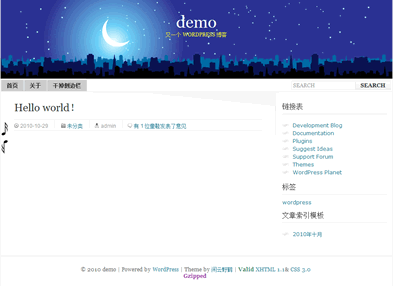 demo
又一个 WORDPRESS 博客
首页 关于 干掉侧边栏
SEARCH SEARCH
Hello world!
2010-10-29 未分类 admin 有 1 位童鞋发表了意见
链接表
Development Blog
Documentation
Plugins
Suggest Ideas
Support Forum
Themes
WordPress Planet
标签
wordpress
文章索引模板
2010年十月
© 2010 demo | Powered by WordPress | Theme by 闲云野鹤 | Valid XHTML 1.1& CSS 3.0
Gzipped